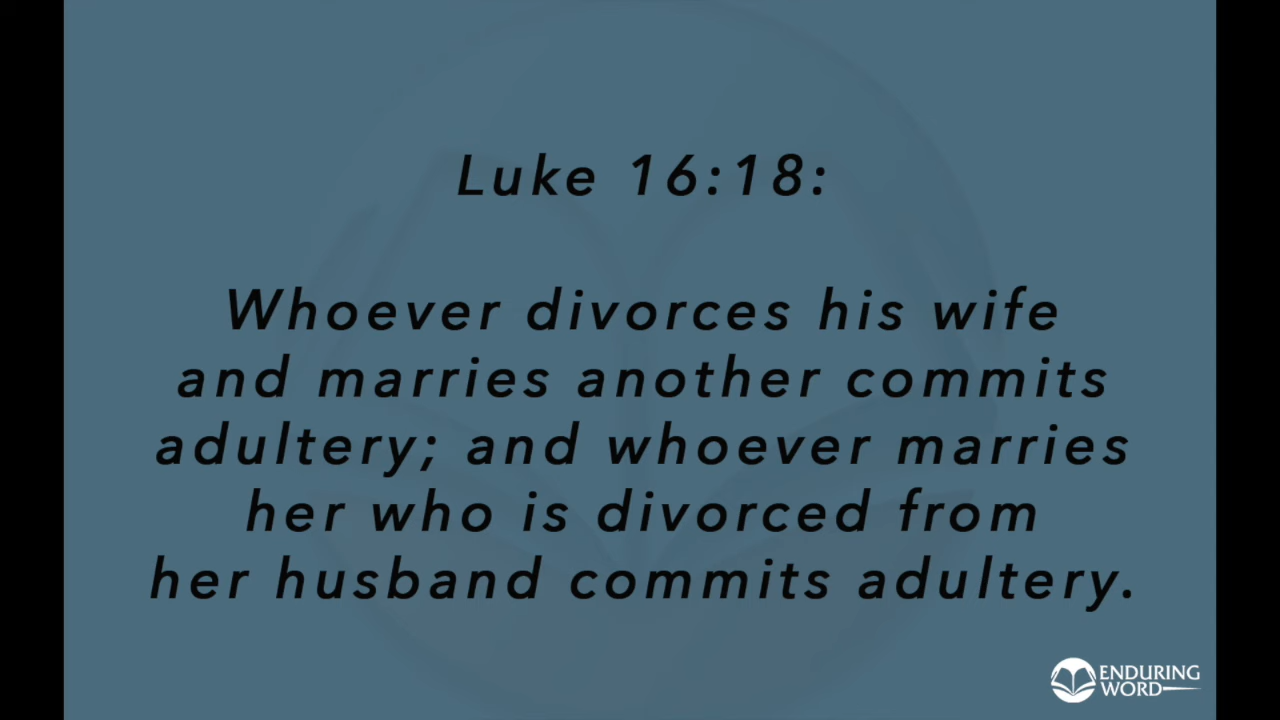 Luke 16:18:
Whoever divorces his wife
and marries another commits
adultery; and whoever marries
her who is divorced from
her husband commits adultery.
ENDURING
WORD